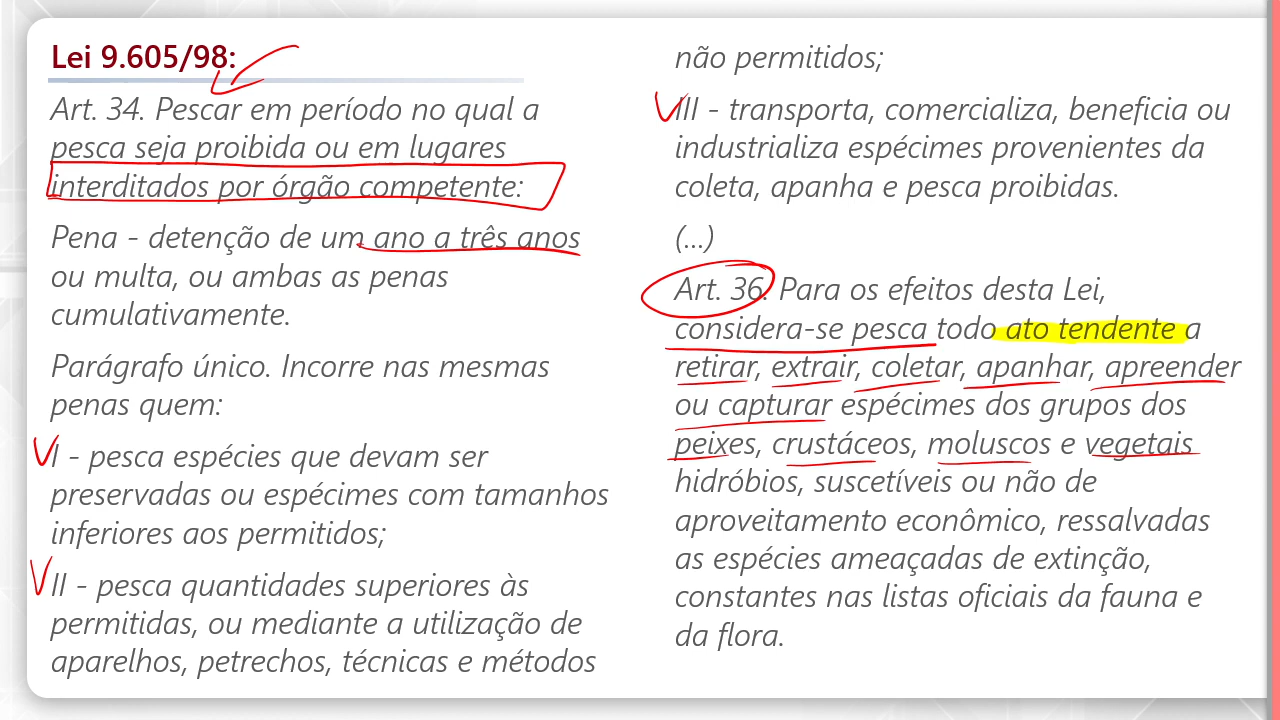 Lei 9.605/98:
Art. 34. Pescar em período no qual a
pesca seja proibida ou em lugares
interditados por órgão competente:
Pena - detenção de um ano a três anos
ou multa, ou ambas as penas
cumulativamente.
Parágrafo único. Incorre nas mesmas
penas quem:
I - pesca espécies que devam ser
preservadas ou espécimes com tamanhos
inferiores aos permitidos;
II - pesca quantidades superiores às
permitidas, ou mediante a utilização de
aparelhos, petrechos, técnicas e métodos
não permitidos;
III - transporta, comercializa, beneficia ou
industrializa espécimes provenientes da
coleta, apanha e pesca proibidas.
(...)
Art. 36. Para os efeitos desta Lei,
considera-se pesca todo ato tendente a
retirar, extrair, coletar, apanhar, apreender
ou capturar espécimes dos grupos dos
peixes, crustáceos, moluscos e vegetais
hidróbios, suscetíveis ou não de
aproveitamento econômico, ressalvadas
as espécies ameaçadas de extinção,
constantes nas listas oficiais da fauna e
da flora.